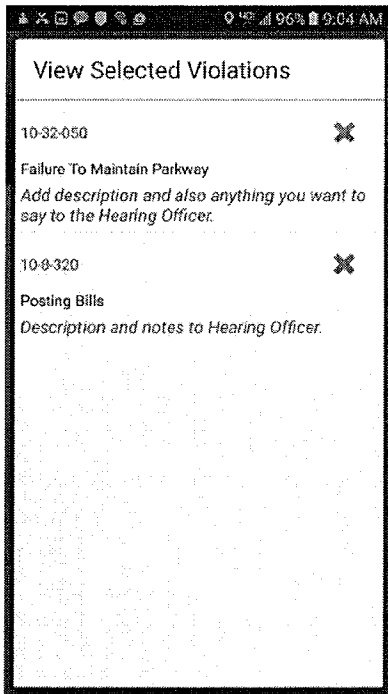 96% 9:04 AM
View Selected Violations
10-32-050
Failure To Maintain Parkway
Add description and also anything you want to
say to the Hearing Officer.
10-8-320
Posting Bills
Description and notes to Hearing Officer.